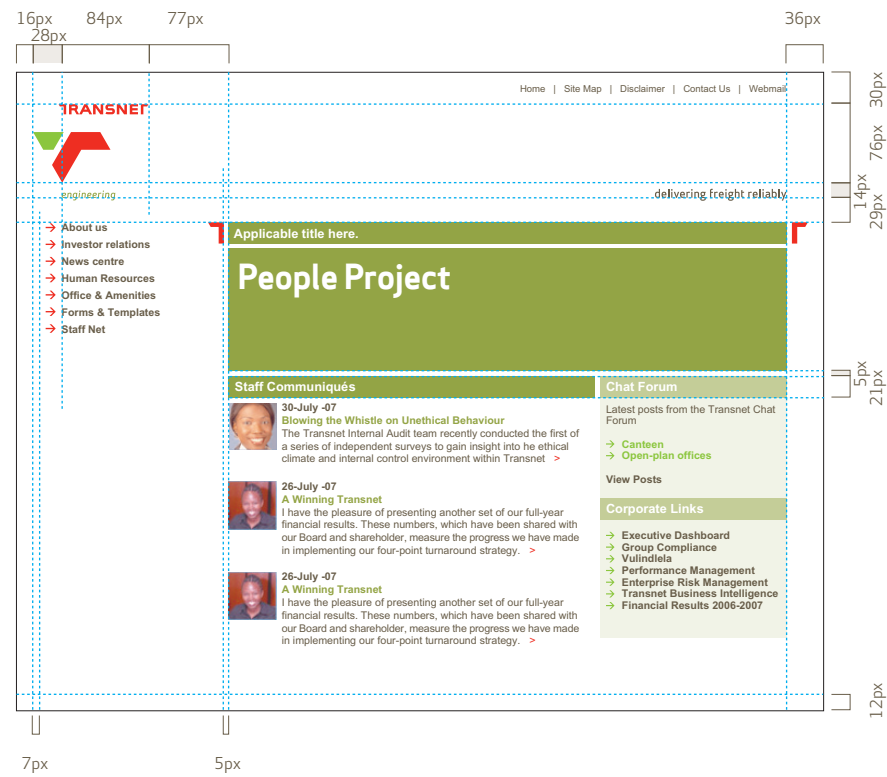 16px 84px 77px 36px
28px
Home | Site Map | Disclaimer | Contact Us | Webmail
30px
TRANSNET
76px
engineering
delivering freight reliably
14px
29px
About us
Investor relations
News centre
Human Resources
Office & Amenities
Forms & Templates
Staff Net
Applicable title here.
People Project
5px
21px
Staff Communiqués
30-July -07
Blowing the Whistle on Unethical Behaviour
The Transnet Internal Audit team recently conducted the first of
a series of independent surveys to gain insight into he ethical
climate and internal control environment within Transnet >
26-July -07
A Winning Transnet
I have the pleasure of presenting another set of our full-year
financial results. These numbers, which have been shared with
our Board and shareholder, measure the progress we have made
in implementing our four-point turnaround strategy. >
26-July -07
A Winning Transnet
I have the pleasure of presenting another set of our full-year
financial results. These numbers, which have been shared with
our Board and shareholder, measure the progress we have made
in implementing our four-point turnaround strategy. >
Chat Forum
Latest posts from the Transnet Chat
Forum
Canteen
Open-plan offices
View Posts
Corporate Links
Executive Dashboard
Group Compliance
Vulindlela
Performance Management
Enterprise Risk Management
Transnet Business Intelligence
Financial Results 2006-2007
12px
7px 5px